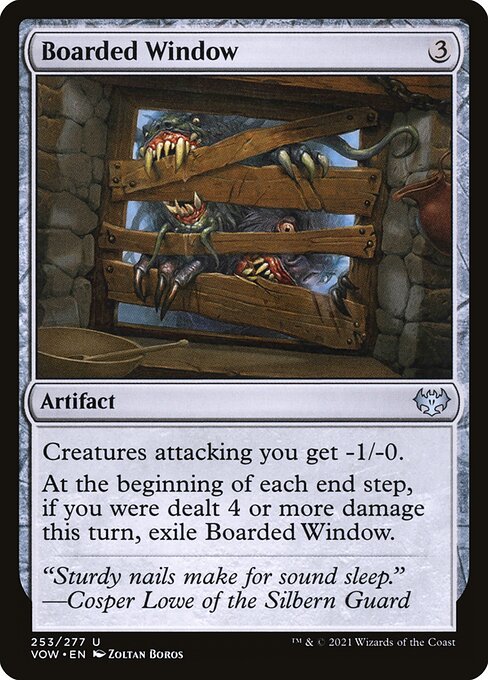 Boarded Window 3
Artifact
Creatures attacking you get -1/-0.
At the beginning of each end step,
if you were dealt 4 or more damage
this turn, exile Boarded Window.
“Sturdy nails make for sound sleep.”
—Cosper Lowe of the Silbern Guard
253/277 U
VOW • EN Zoltan Boros
™ & © 2021 Wizards of the Coast